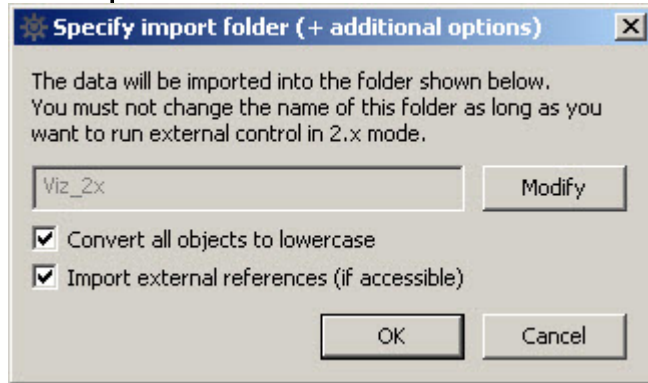 Specify import folder (+ additional options)
The data will be imported into the folder shown below.
You must not change the name of this folder as long as you
want to run external control in 2.x mode.
Viz_2x
Modify
Convert all objects to lowercase
Import external references (if accessible)
OK
Cancel